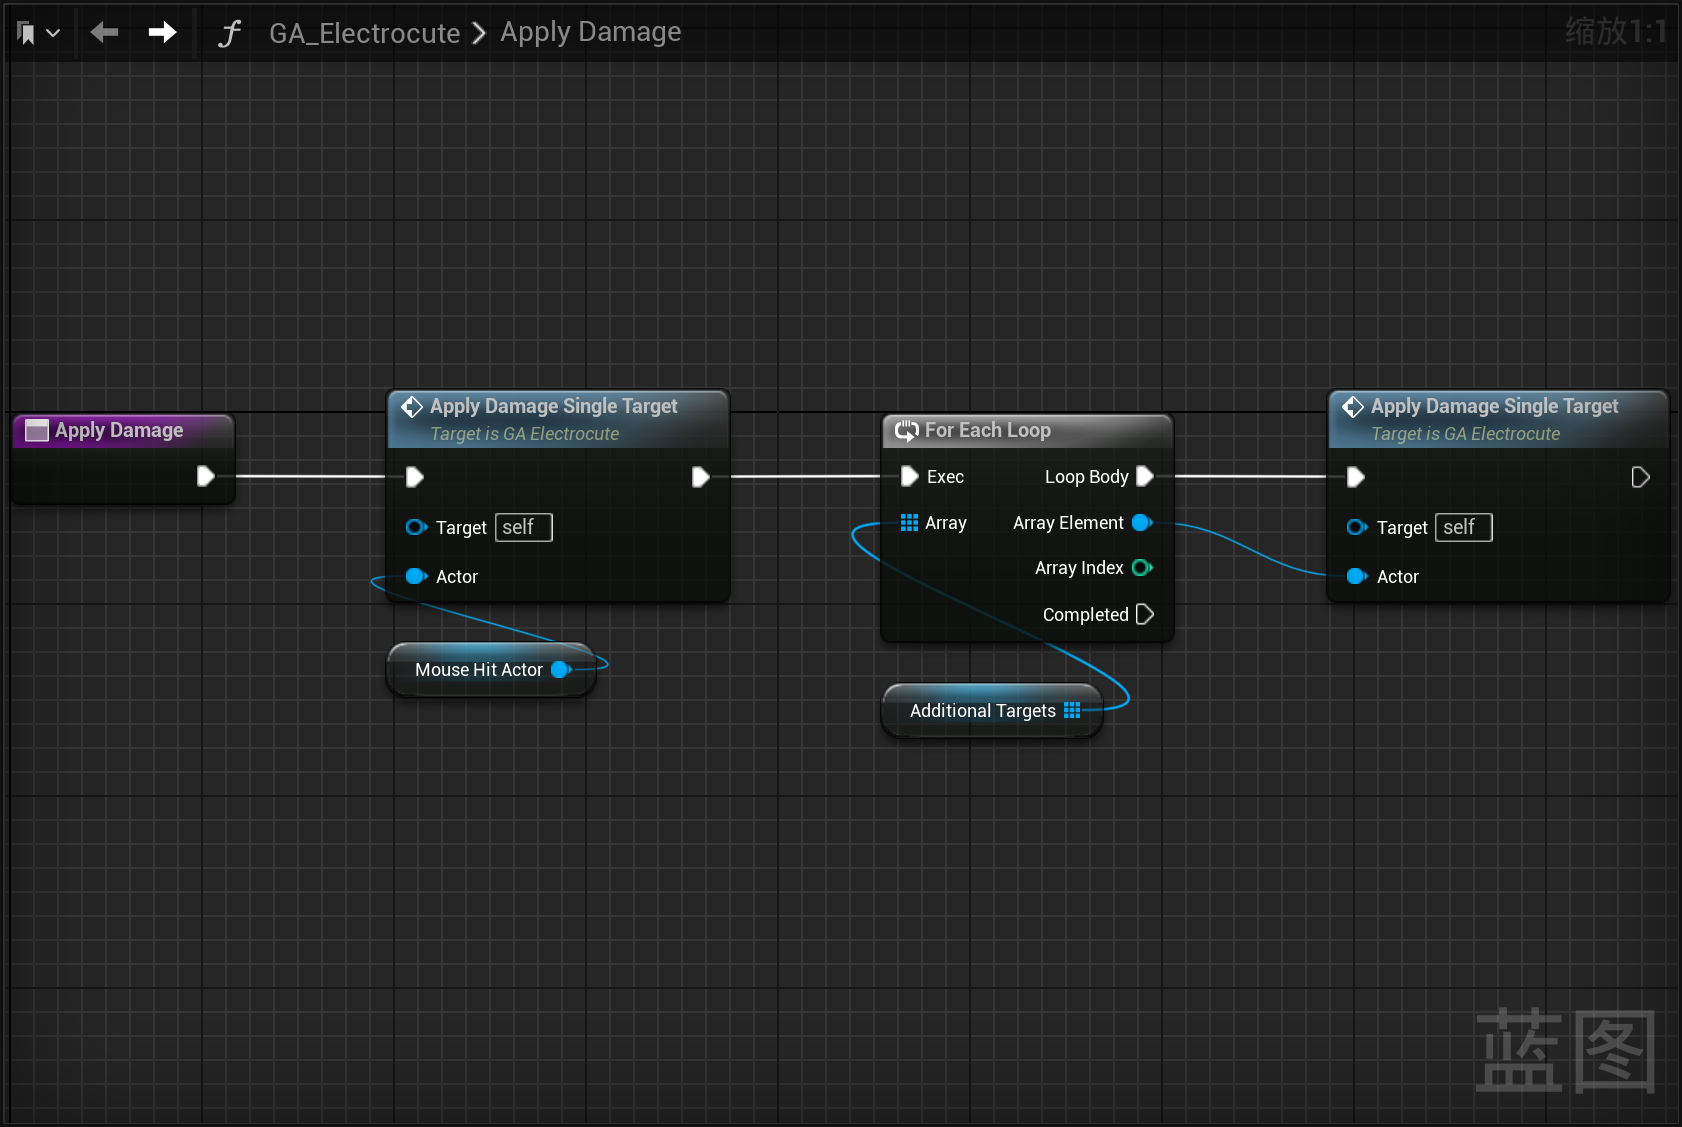 GA_Electrocute > Apply Damage
缩放1:1
Apply Damage
Apply Damage Single Target
Target is GA Electrocute
Target self
Actor
Mouse Hit Actor
For Each Loop
Exec Loop Body
Array Array Element
Array Index
Completed
Additional Targets
Apply Damage Single Target
Target is GA Electrocute
Target self
Actor
蓝图